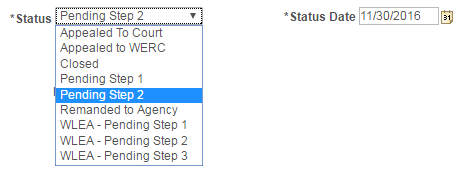 *Status Pending Step 2 *Status Date 11/30/2016 31
Appealed To Court
Appealed to WERC
Closed
Pending Step 1
Pending Step 2
Remanded to Agency
WLEA - Pending Step 1
WLEA - Pending Step 2
WLEA - Pending Step 3